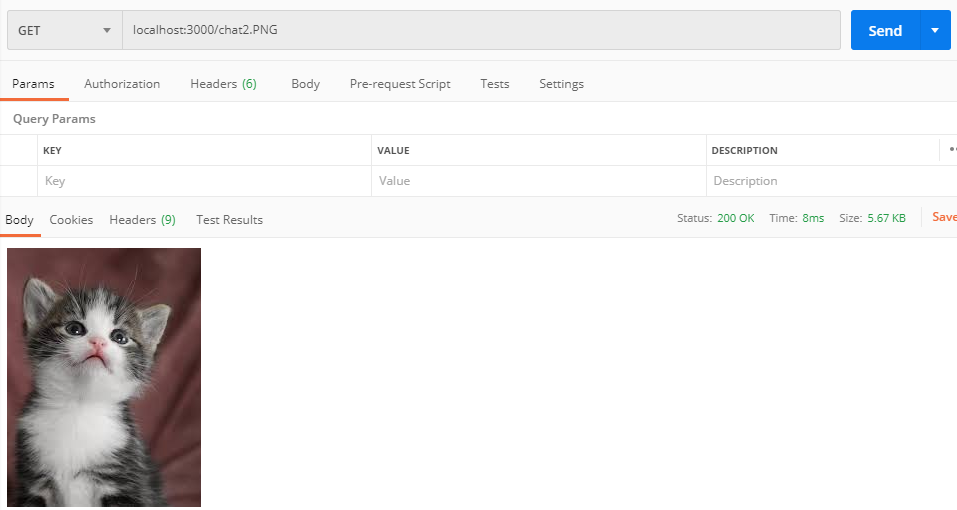 GET localhost:3000/chat2.PNG Send
Params Authorization Headers (6) Body Pre-request Script Tests Settings
Query Params
KEY VALUE DESCRIPTION
Key Value Description
Body Cookies Headers (9) Test Results Status: 200 OK Time: 8ms Size: 5.67 KB Save